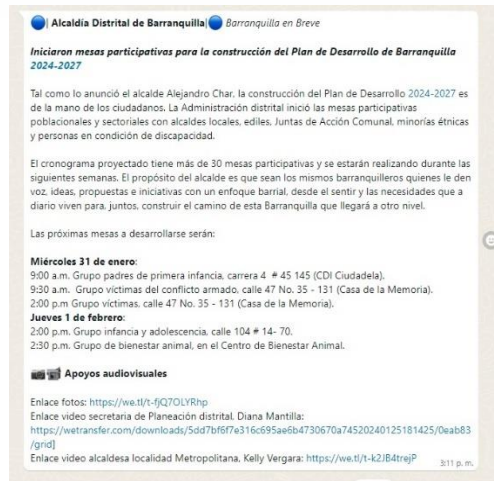 🔵| Alcaldía Distrital de Barranquilla|🔵 Barranquilla en Breve
Iniciaron mesas participativas para la construcción del Plan de Desarrollo de Barranquilla
2024-2027
Tal como lo anunció el alcalde Alejandro Char, la construcción del Plan de Desarrollo 2024-2027 es
de la mano de los ciudadanos. La Administración distrital inició las mesas participativas
poblacionales y sectoriales con alcaldes locales, ediles, Juntas de Acción Comunal, minorías étnicas
y personas en condición de discapacidad.
El cronograma proyectado tiene más de 30 mesas participativas y se estarán realizando durante las
siguientes semanas. El propósito del alcalde es que sean los mismos barranquilleros quienes le den
voz, ideas, propuestas e iniciativas con un enfoque barrial, desde el sentir y las necesidades que a
diario viven para, juntos, construir el camino de esta Barranquilla que llegará a otro nivel.
Las próximas mesas a desarrollarse serán:
Miércoles 31 de enero:
9:00 a.m. Grupo padres de primera infancia, carrera 4 # 45 145 (CDI Ciudadela).
9:30 a.m. Grupo víctimas del conflicto armado, calle 47 No. 35 - 131 (Casa de la Memoria).
2:00 p.m Grupo víctimas, calle 47 No. 35 - 131 (Casa de la Memoria).
Jueves 1 de febrero:
2:00 p.m. Grupo infancia y adolescencia, calle 104 # 14- 70.
2:30 p.m. Grupo de bienestar animal, en el Centro de Bienestar Animal.
📷📹 Apoyos audiovisuales
Enlace fotos: https://we.tl/t-fjQ7OLYRhp
Enlace video secretaria de Planeación distrital, Diana Mantilla:
https://wetransfer.com/downloads/5dd7bf6f7e316c695ae6b4730670a74520240125181425/0eab83
/grid]
Enlace video alcaldesa localidad Metropolitana, Kelly Vergara: https://we.tl/t-k2JB4trejP
3:11 p. m.